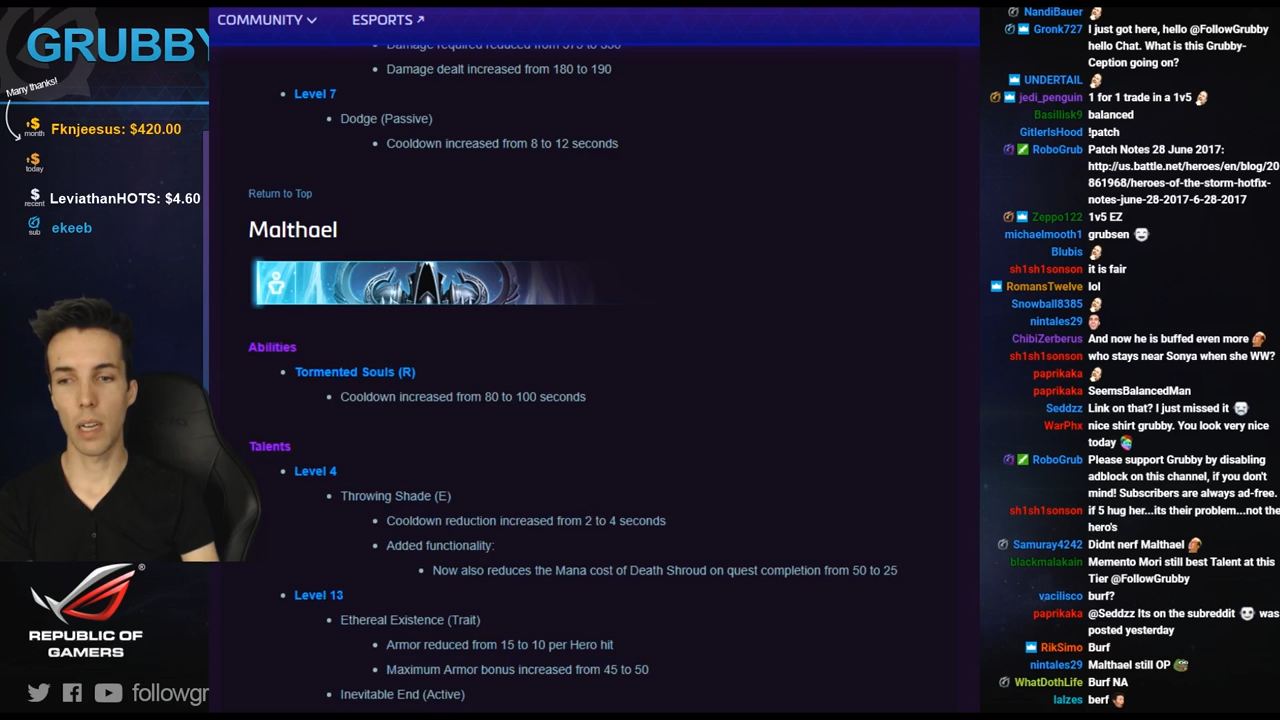 COMMUNITY
ESPORTS
GRUBBY
Many thanks!
$ month Fknjeesus: $420.00
$ today
$ recent LeviathanHOTS: $4.60
sub ekeeb
Damage dealt increased from 180 to 190
Level 7
Dodge (Passive)
Cooldown increased from 8 to 12 seconds
Return to Top
Malthael
Abilities
Tormented Souls (R)
Cooldown increased from 80 to 100 seconds
Talents
Level 4
Throwing Shade (E)
Cooldown reduction increased from 2 to 4 seconds
Added functionality:
Now also reduces the Mana cost of Death Shroud on quest completion from 50 to 25
Level 13
Ethereal Existence (Trait)
Armor reduced from 15 to 10 per Hero hit
Maximum Armor bonus increased from 45 to 50
Inevitable End (Active)
REPUBLIC OF
GAMERS
followgr
NandiBauer
Gronk727 I just got here, hello @FollowGrubby
hello Chat. What is this Grubby-
Ception going on?
UNDERTAIL
jedi_penguin 1 for 1 trade in a 1v5
Basillisk9 balanced
GitlerIsHood !patch
RoboGrub Patch Notes 28 June 2017:
http://us.battle.net/heroes/en/blog/20
861968/heroes-of-the-storm-hotfix-
notes-june-28-2017-6-28-2017
Zeppo122 1v5 EZ
michaelmooth1 grubsen
Blubis
sh1sh1sonson it is fair
RomansTwelve lol
Snowball8385
nintales29
ChibiZerberus And now he is buffed even more
sh1sh1sonson who stays near Sonya when she WW?
paprikaka
paprikaka SeemsBalancedMan
Seddzz Link on that? I just missed it
WarPhx nice shirt grubby. You look very nice
today
RoboGrub Please support Grubby by disabling
adblock on this channel, if you don't
mind! Subscribers are always ad-free.
sh1sh1sonson if 5 hug her...its their problem...not the
hero's
Samuray4242 Didnt nerf Malthael
blackmalakain Memento Mori still best Talent at this
Tier @FollowGrubby
vacilisco burf?
paprikaka @Seddzz Its on the subreddit was
posted yesterday
RikSimo Burf
nintales29 Malthael still OP
WhatDothLife Burf NA
lalzes berf